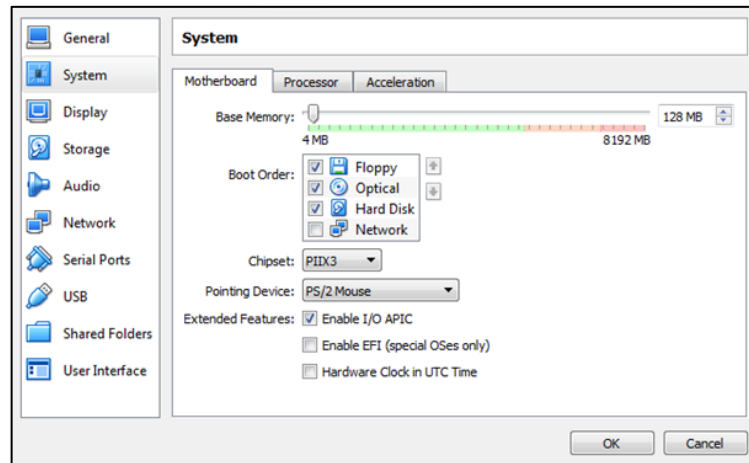 General
System
Display
Storage
Audio
Network
Serial Ports
USB
Shared Folders
User Interface
System
Motherboard Processor Acceleration
Base Memory: 128 MB
4 MB 8192 MB
Boot Order: Floppy
Optical
Hard Disk
Network
Chipset: PIIX3
Pointing Device: PS/2 Mouse
Extended Features: Enable I/O APIC
Enable EFI (special OSes only)
Hardware Clock in UTC Time
OK Cancel